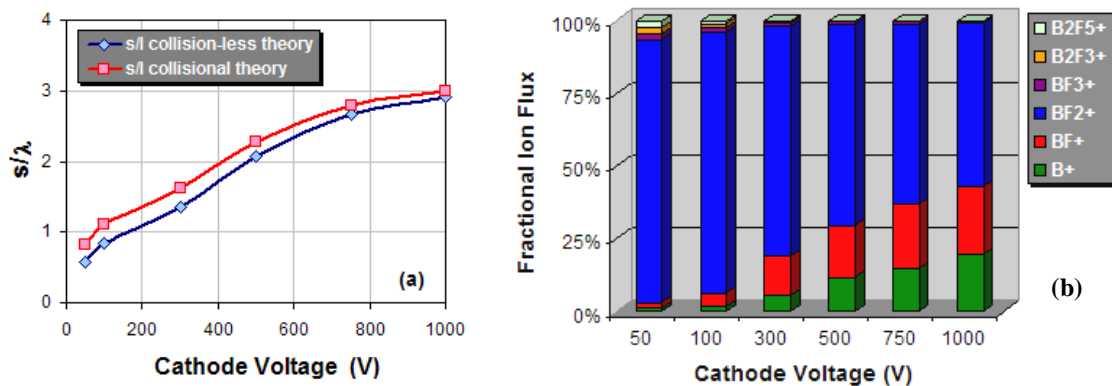 4
3
2
1
0
s/λ
s/l collision-less theory
s/l collisional theory
(a)
0 200 400 600 800 1000
Cathode Voltage (V)
100%
75%
50%
25%
0%
Fractional Ion Flux
50 100 300 500 750 1000
Cathode Voltage (V)
B2F5+
B2F3+
BF3+
BF2+
BF+
B+
(b)